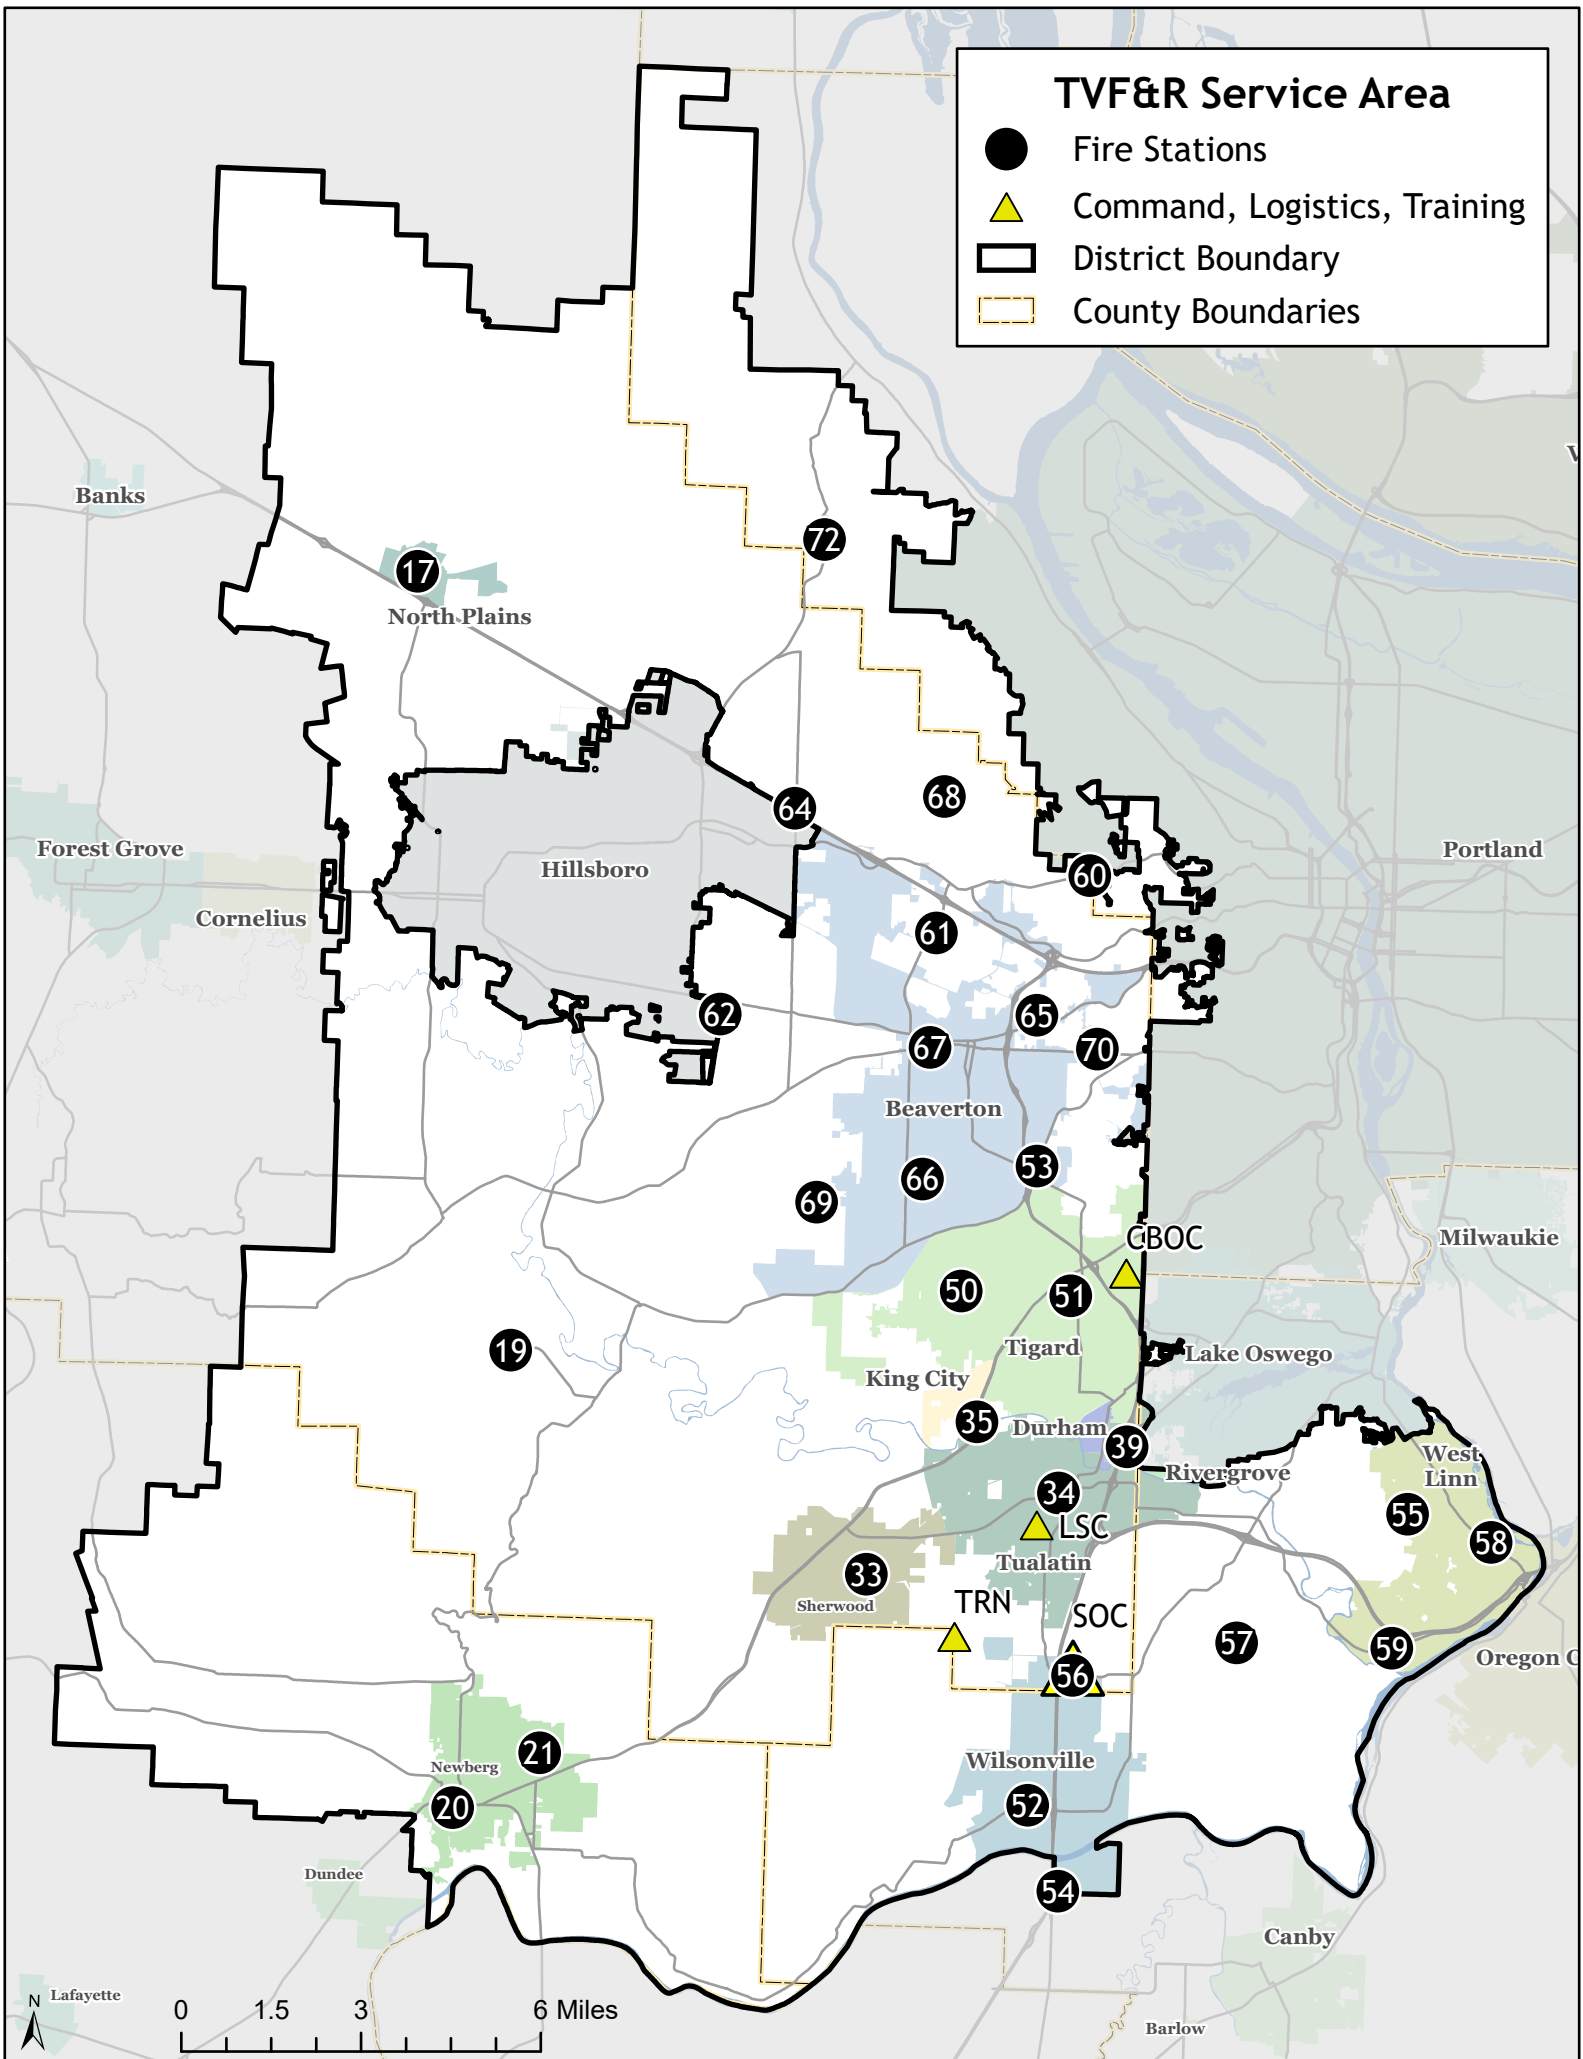 TVF&R Service Area
Fire Stations
Command, Logistics, Training
District Boundary
County Boundaries
V
Banks
72
17
North Plains
64
68
Forest Grove
Hillsboro
Portland
60
Cornelius
61
62
65
67
70
Beaverton
53
66
69
CBOC
Milwaukie
50
51
19
Tigard
Lake Oswego
King City
35
Durham
39
West
Linn
Rivergrove
34
55
LSC
58
Tualatin
33
Sherwood
TRN
SOC
57
59
Oregon C
56
21
Newberg
Wilsonville
20
52
Dundee
54
Canby
Lafayette
N
0 1.5 3 6 Miles
Barlow